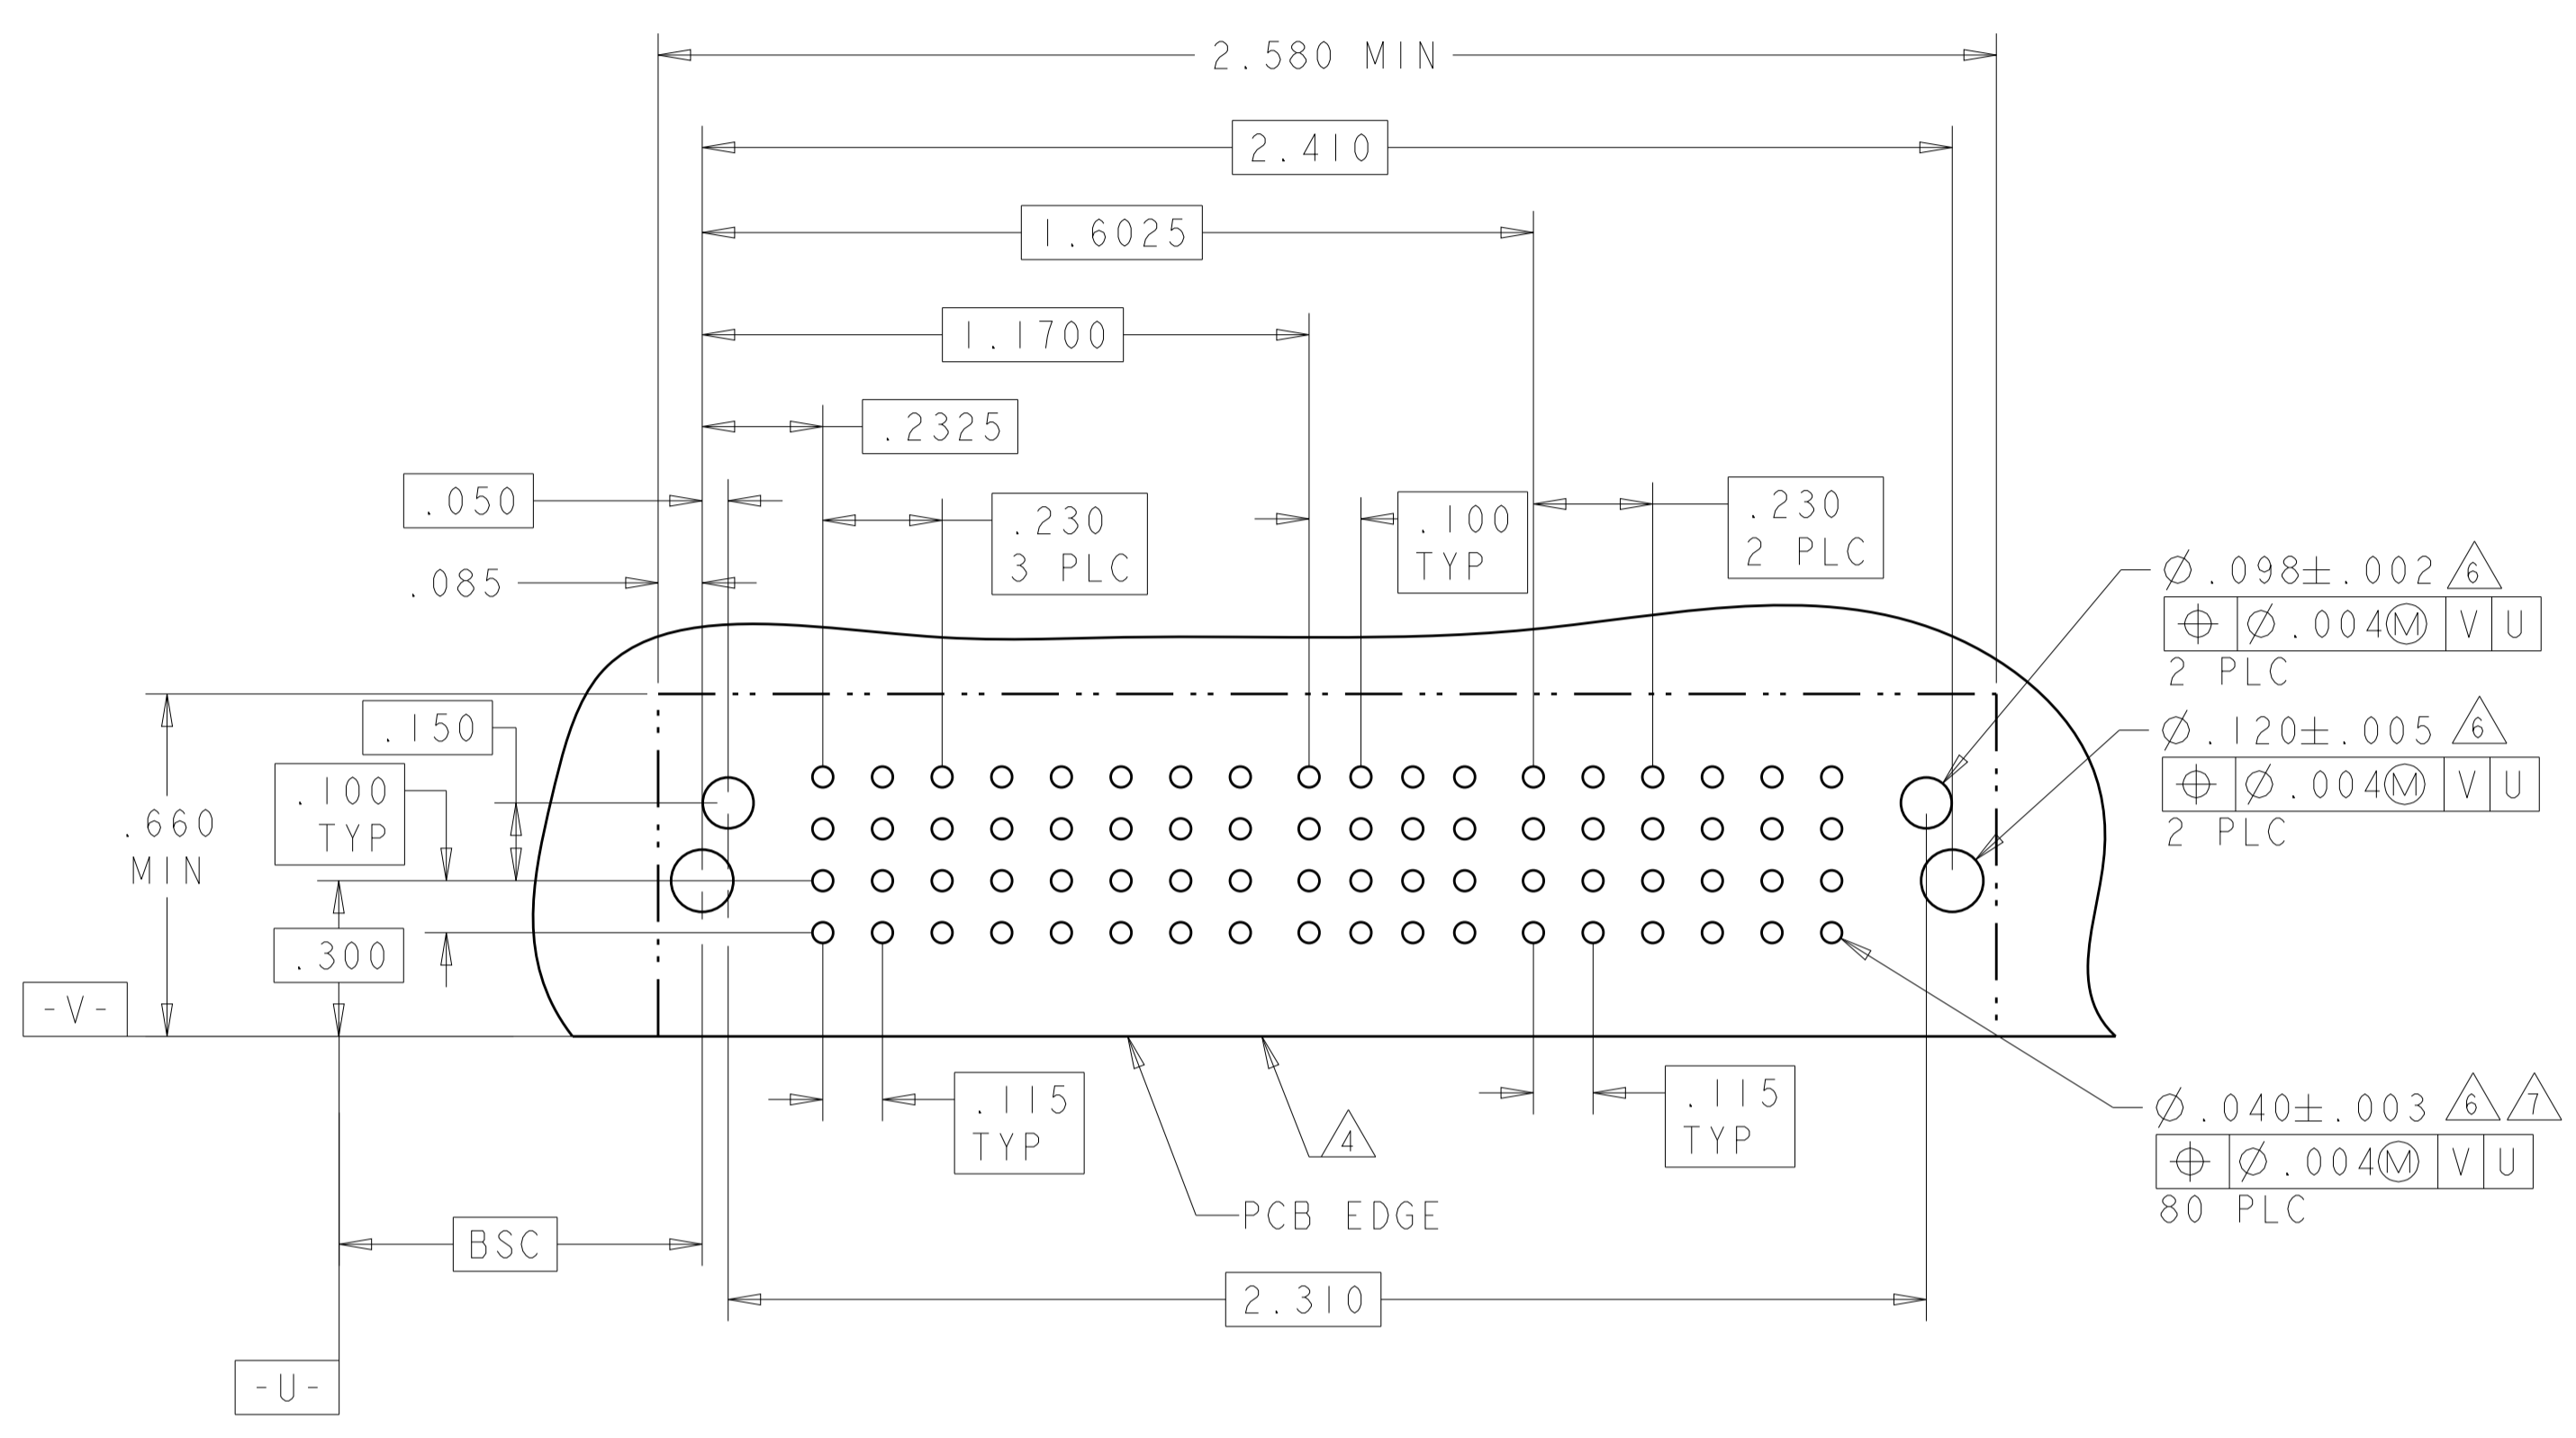 2.580 MIN
2.410
1.6025
1.1700
.2325
.050
.230
3 PLC
.100
TYP
.230
2 PLC
.085
⌀.098±.002 6
⌖ ⌀.004Ⓜ V U
2 PLC
.150
⌀.120±.005 6
⌖ ⌀.004Ⓜ V U
2 PLC
.100
TYP
.660
MIN
.300
-V-
.115
TYP
4
.115
TYP
⌀.040±.003 6 7
⌖ ⌀.004Ⓜ V U
80 PLC
PCB EDGE
BSC
2.310
-U-